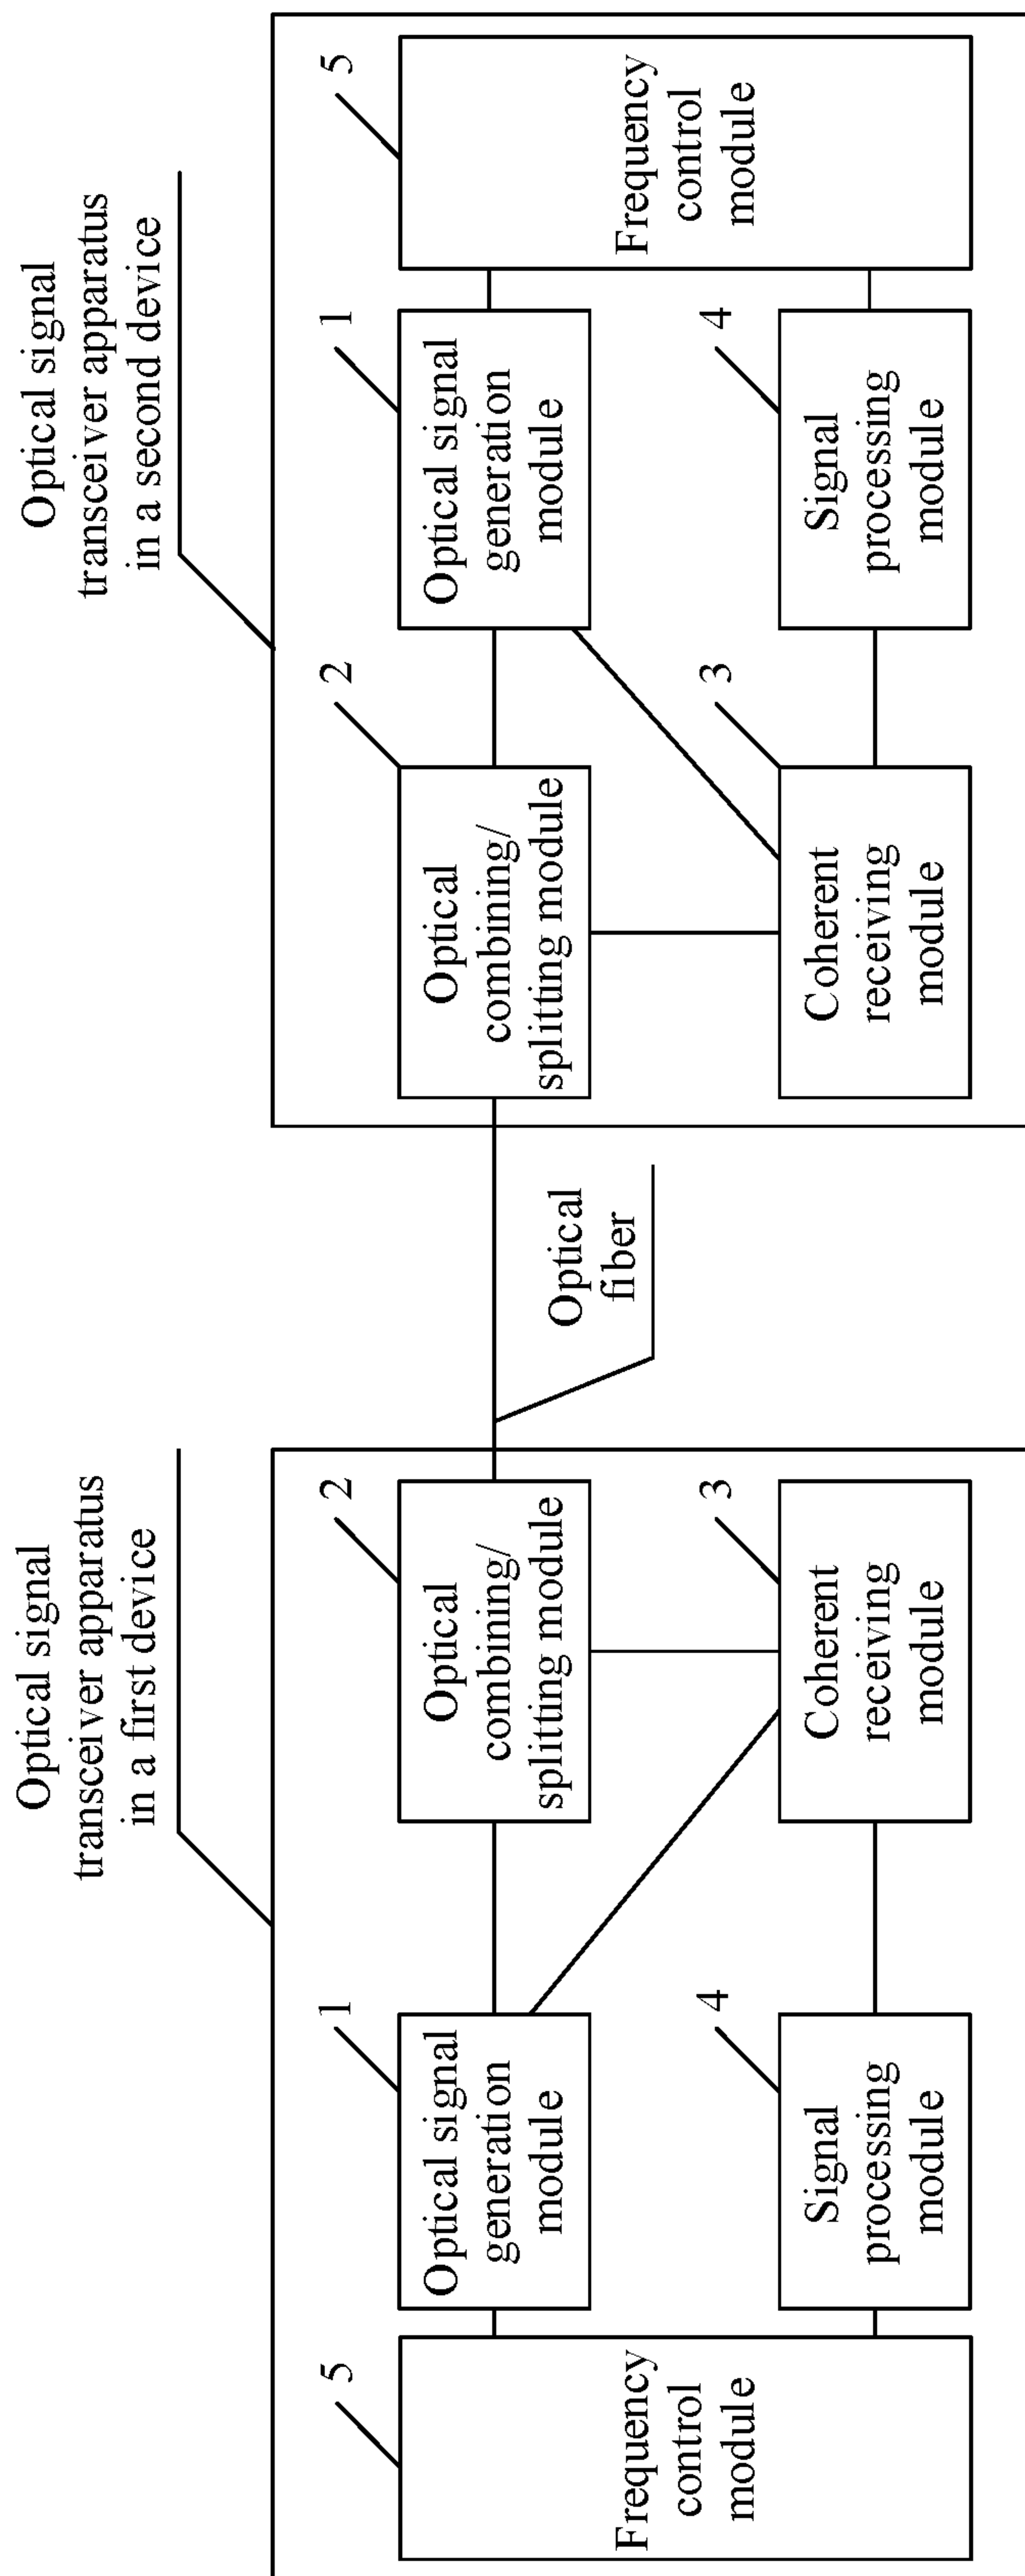 Optical signal
transceiver apparatus
in a first device
5
Frequency
control
module
1
Optical signal
generation
module
2
Optical
combining/
splitting module
4
Signal
processing
module
3
Coherent
receiving
module
Optical
fiber
Optical signal
transceiver apparatus
in a second device
2
Optical
combining/
splitting module
1
Optical signal
generation
module
5
Frequency
control
module
3
Coherent
receiving
module
4
Signal
processing
module